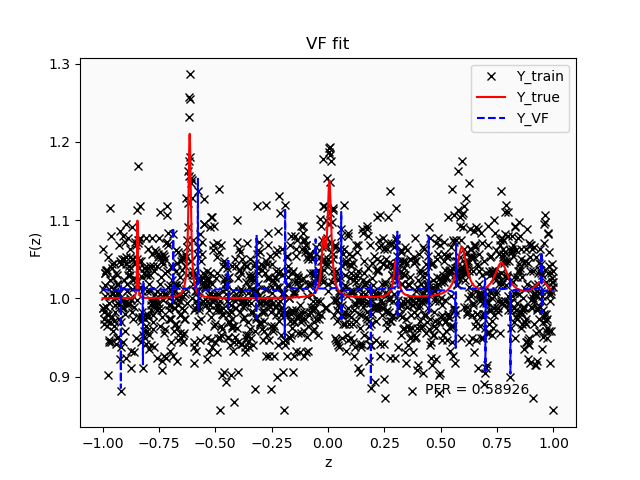 VF fit
1.3
1.2
1.1
1.0
0.9
F(z)
Y_train
Y_true
Y_VF
PER = 0.58926
−1.00 −0.75 −0.50 −0.25 0.00 0.25 0.50 0.75 1.00
z